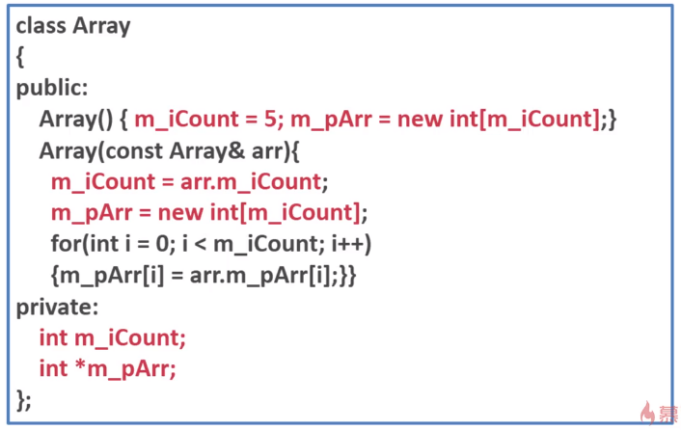 class Array
{
public:
Array() { m_iCount = 5; m_pArr = new int[m_iCount];}
Array(const Array& arr){
m_iCount = arr.m_iCount;
m_pArr = new int[m_iCount];
for(int i = 0; i < m_iCount; i++)
{m_pArr[i] = arr.m_pArr[i];}}
private:
int m_iCount;
int *m_pArr;
};
慕